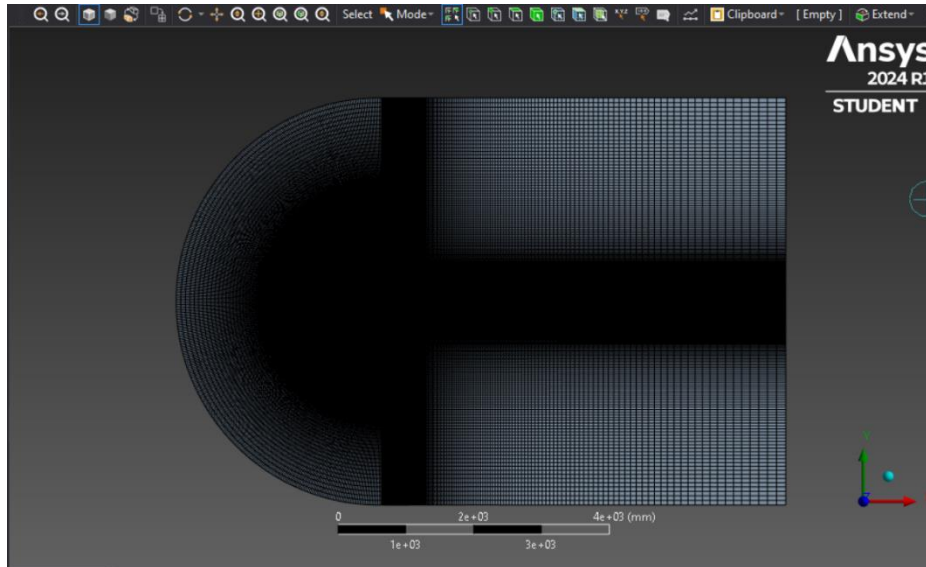 Select Mode Clipboard [ Empty ] Extend
Ansys
2024 R1
STUDENT
0 2e+03 4e+03 (mm)
1e+03 3e+03